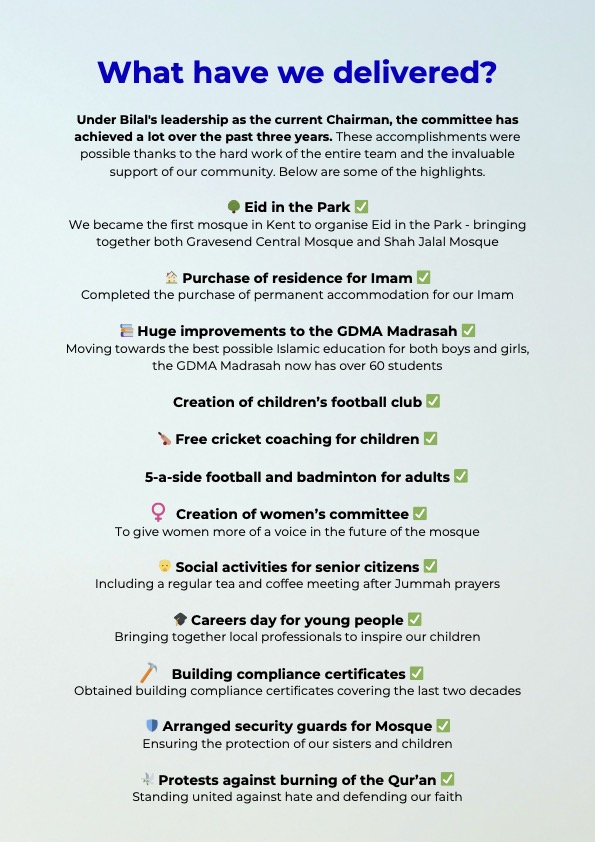 What have we delivered?
Under Bilal's leadership as the current Chairman, the committee has
achieved a lot over the past three years. These accomplishments were
possible thanks to the hard work of the entire team and the invaluable
support of our community. Below are some of the highlights.
🌳 Eid in the Park ✅
We became the first mosque in Kent to organise Eid in the Park - bringing
together both Gravesend Central Mosque and Shah Jalal Mosque
🏡 Purchase of residence for Imam ✅
Completed the purchase of permanent accommodation for our Imam
📚 Huge improvements to the GDMA Madrasah ✅
Moving towards the best possible Islamic education for both boys and girls,
the GDMA Madrasah now has over 60 students
Creation of children’s football club ✅
🏏 Free cricket coaching for children ✅
5-a-side football and badminton for adults ✅
♀ Creation of women’s committee ✅
To give women more of a voice in the future of the mosque
👴 Social activities for senior citizens ✅
Including a regular tea and coffee meeting after Jummah prayers
🎓 Careers day for young people ✅
Bringing together local professionals to inspire our children
⛏ Building compliance certificates ✅
Obtained building compliance certificates covering the last two decades
🛡 Arranged security guards for Mosque ✅
Ensuring the protection of our sisters and children
🕊 Protests against burning of the Qur’an ✅
Standing united against hate and defending our faith